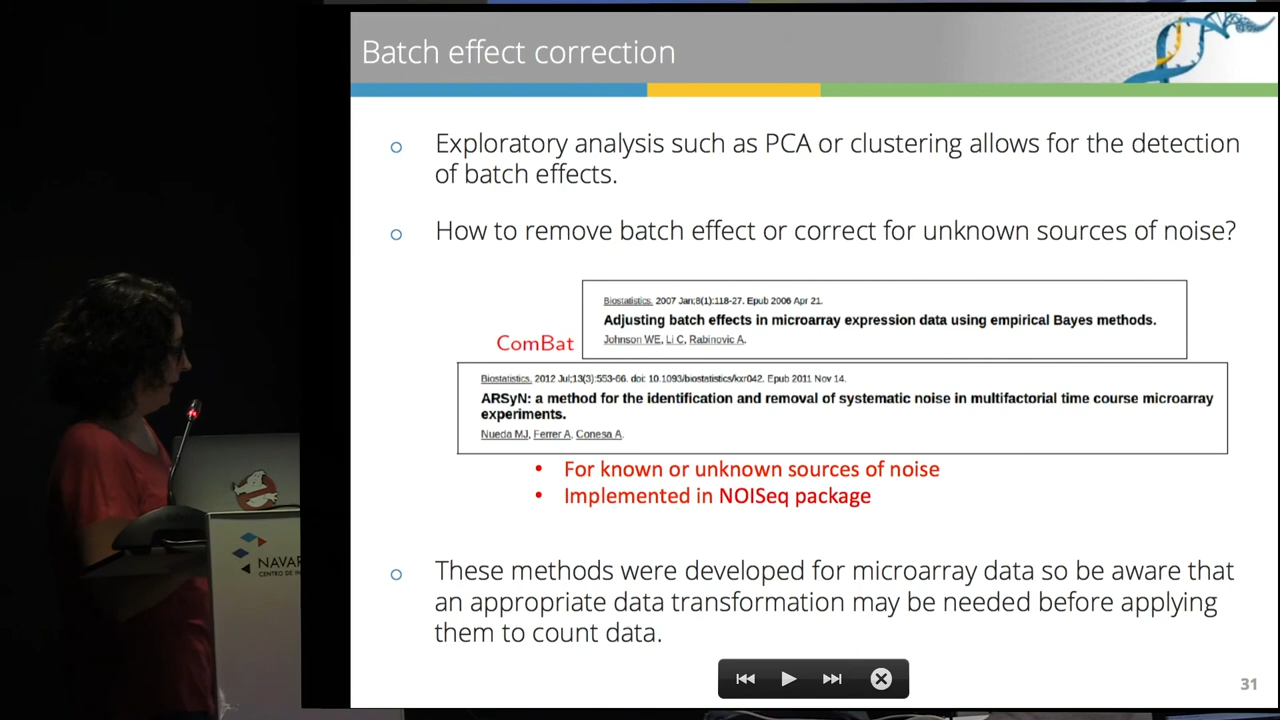 Batch effect correction
Exploratory analysis such as PCA or clustering allows for the detection
of batch effects.
How to remove batch effect or correct for unknown sources of noise?
Biostatistics. 2007 Jan;8(1):118-27. Epub 2006 Apr 21.
Adjusting batch effects in microarray expression data using empirical Bayes methods.
Johnson WE, Li C, Rabinovic A.
ComBat
Biostatistics. 2012 Jul;13(3):553-66. doi: 10.1093/biostatistics/kxr042. Epub 2011 Nov 14.
ARSyN: a method for the identification and removal of systematic noise in multifactorial time course microarray
experiments.
Nueda MJ, Ferrer A, Conesa A.
• For known or unknown sources of noise
• Implemented in NOISeq package
These methods were developed for microarray data so be aware that
an appropriate data transformation may be needed before applying
them to count data.
31
NAVAR
CENTRO DE IN